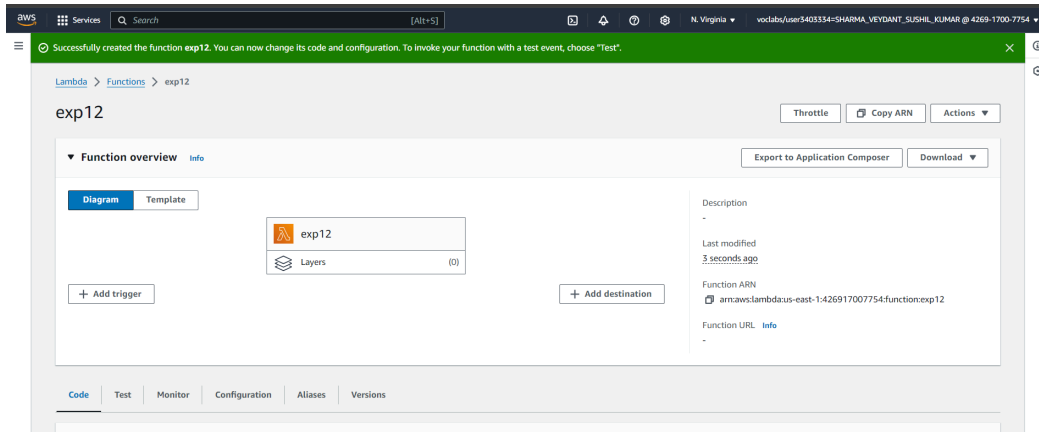 aws Services Search [Alt+S] N. Virginia voclabs/user3403334=SHARMA_VEYDANT_SUSHIL_KUMAR @ 4269-1700-7754
Successfully created the function exp12. You can now change its code and configuration. To invoke your function with a test event, choose "Test".
Lambda > Functions > exp12
exp12
Throttle Copy ARN Actions
Function overview Info
Export to Application Composer Download
Diagram Template
exp12
Layers (0)
+ Add trigger
+ Add destination
Description
-
Last modified
3 seconds ago
Function ARN
arn:aws:lambda:us-east-1:426917007754:function:exp12
Function URL Info
-
Code Test Monitor Configuration Aliases Versions